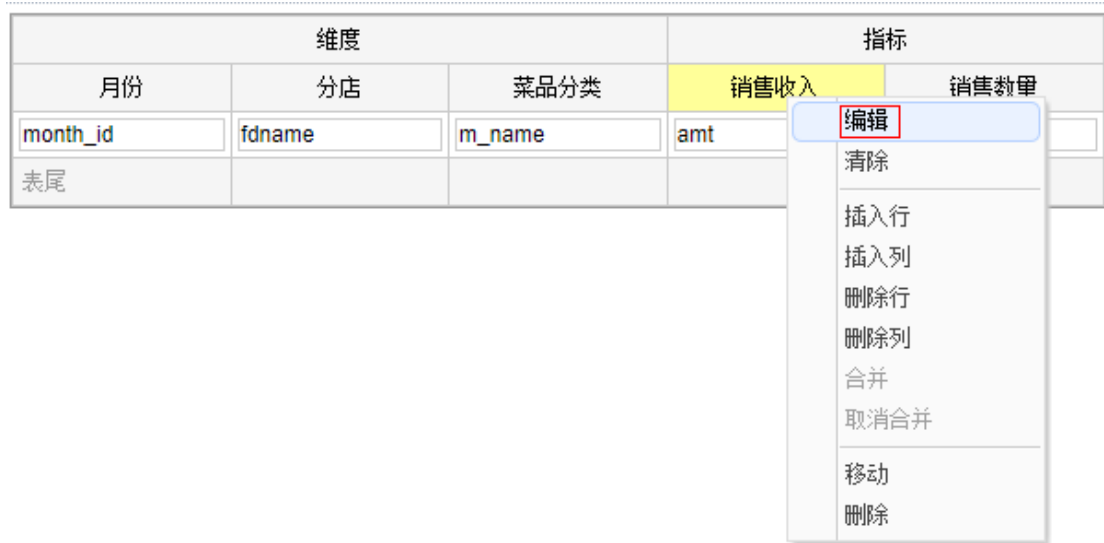 维度 指标
月份 分店 菜品分类 销售收入 销售数量
month_id fdname m_name amt
表尾
编辑
清除
插入行
插入列
删除行
删除列
合并
取消合并
移动
删除